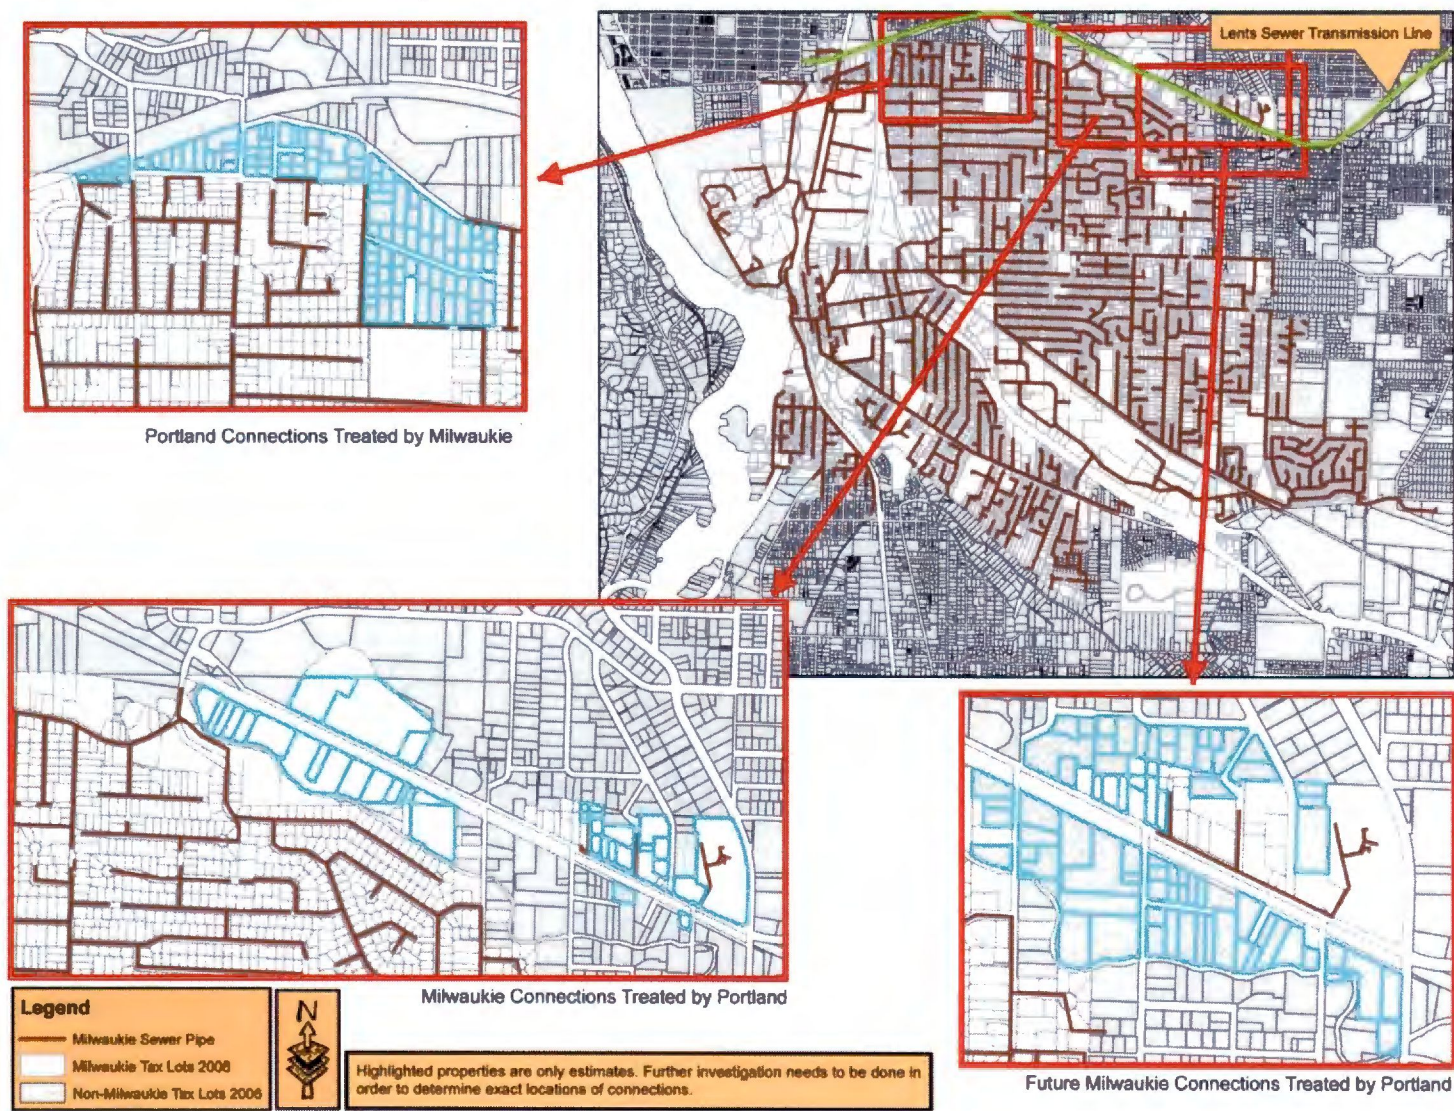 Lents Sewer Transmission Line
Portland Connections Treated by Milwaukie
Milwaukie Connections Treated by Portland
Legend
Milwaukie Sewer Pipe
Milwaukie Tax Lots 2006
Non-Milwaukie Tax Lots 2006
N
Highlighted properties are only estimates. Further investigation needs to be done in
order to determine exact locations of connections.
Future Milwaukie Connections Treated by Portland